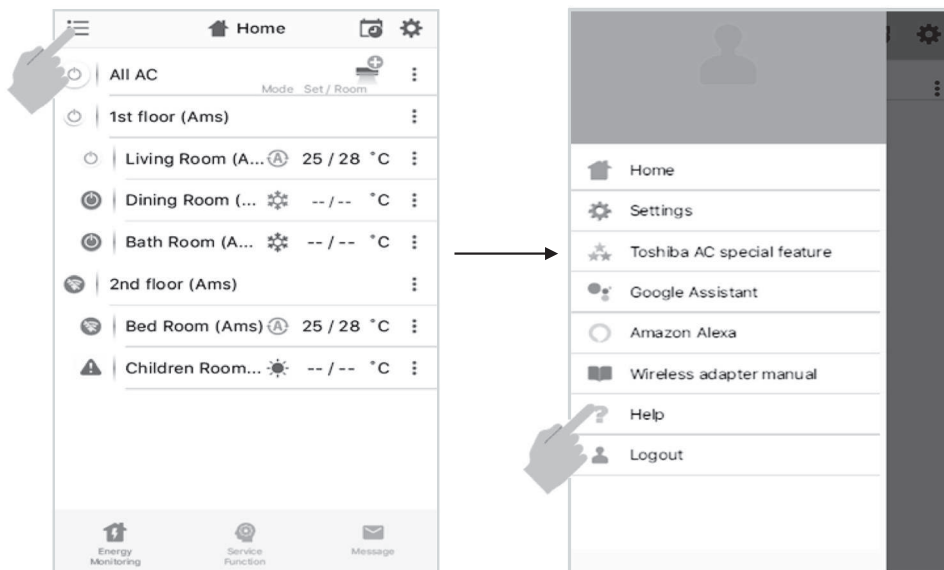 Home
All AC
Mode Set / Room
1st floor (Ams)
Living Room (A... A 25 / 28 °C
Dining Room (... -- / -- °C
Bath Room (A... -- / -- °C
2nd floor (Ams)
Bed Room (Ams) A 25 / 28 °C
Children Room... -- / -- °C
Energy
Monitoring
Service
Function
Message
Home
Settings
Toshiba AC special feature
Google Assistant
Amazon Alexa
Wireless adapter manual
? Help
Logout